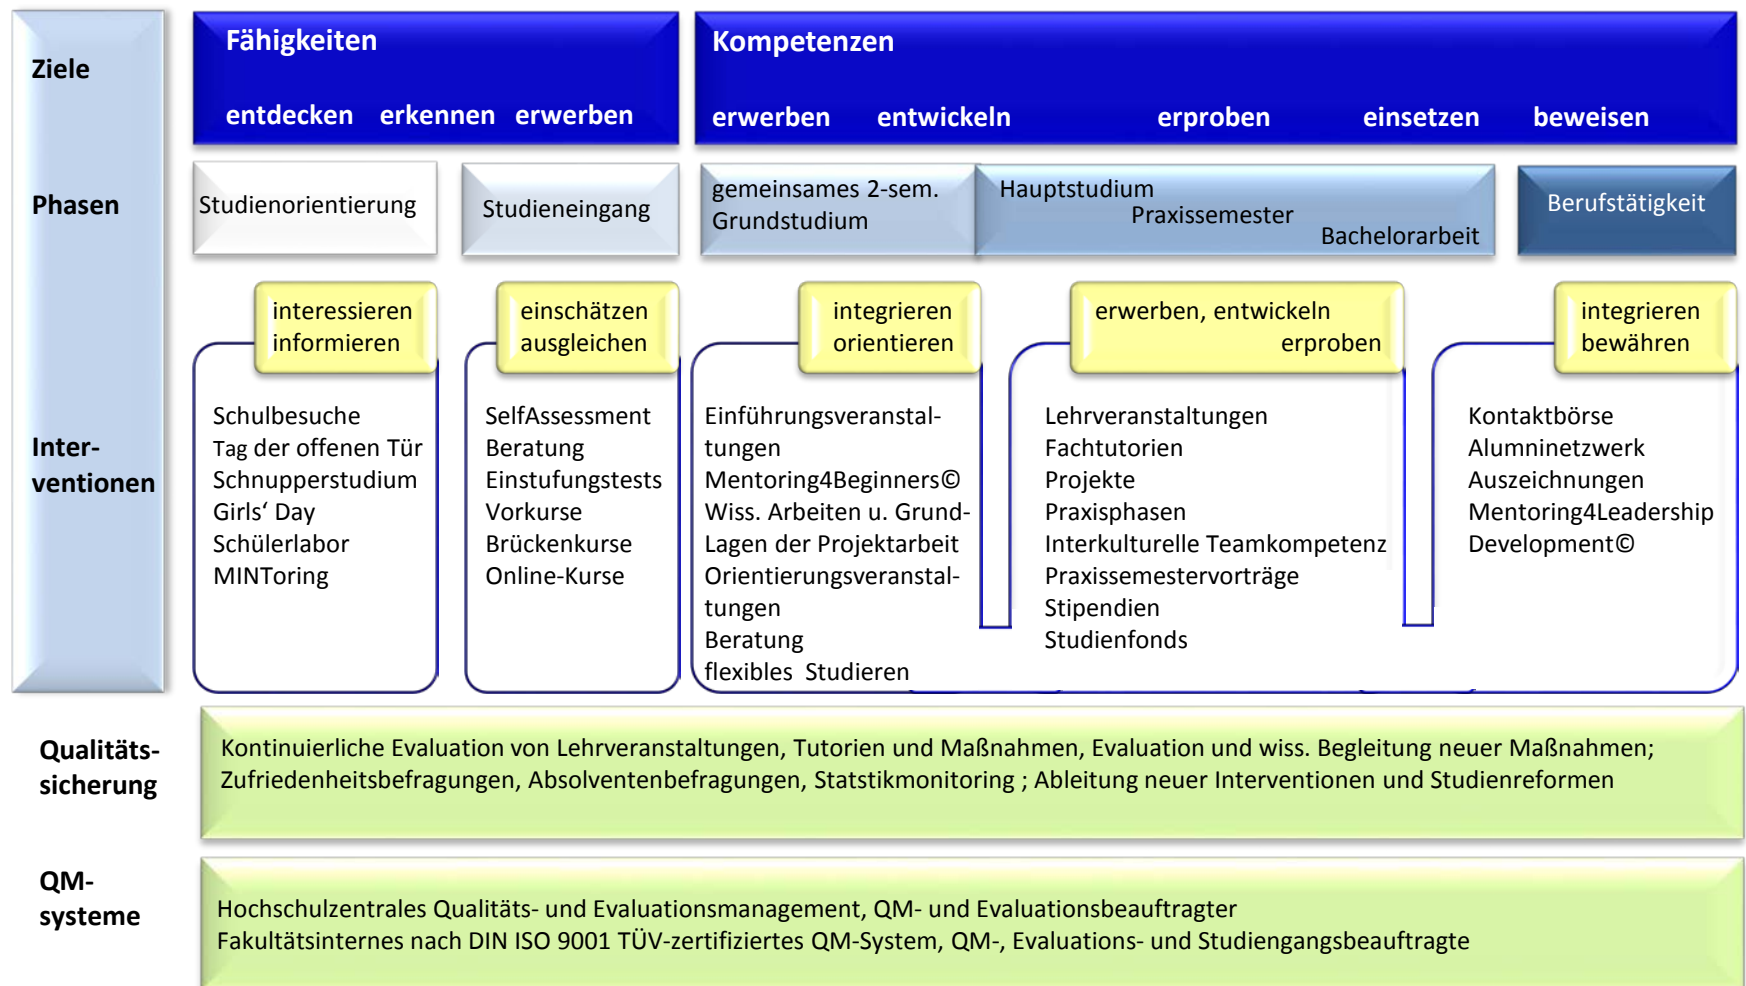 Ziele
Fähigkeiten
entdecken erkennen erwerben
Kompetenzen
erwerben entwickeln erproben einsetzen beweisen
Phasen
Studienorientierung
Studieneingang
gemeinsames 2-sem.
Grundstudium
Hauptstudium
Praxissemester
Bachelorarbeit
Berufstätigkeit
Inter-
ventionen
interessieren
informieren
Schulbesuche
Tag der offenen Tür
Schnupperstudium
Girls‘ Day
Schülerlabor
MINToring
einschätzen
ausgleichen
SelfAssessment
Beratung
Einstufungstests
Vorkurse
Brückenkurse
Online-Kurse
integrieren
orientieren
Einführungsveranstal-
tungen
Mentoring4Beginners©
Wiss. Arbeiten u. Grund-
Lagen der Projektarbeit
Orientierungsveranstal-
tungen
Beratung
flexibles Studieren
erwerben, entwickeln
erproben
Lehrveranstaltungen
Fachtutorien
Projekte
Praxisphasen
Interkulturelle Teamkompetenz
Praxissemestervorträge
Stipendien
Studienfonds
integrieren
bewähren
Kontaktbörse
Alumninetzwerk
Auszeichnungen
Mentoring4Leadership
Development©
Qualitäts-
sicherung
Kontinuierliche Evaluation von Lehrveranstaltungen, Tutorien und Maßnahmen, Evaluation und wiss. Begleitung neuer Maßnahmen;
Zufriedenheitsbefragungen, Absolventenbefragungen, Statstikmonitoring ; Ableitung neuer Interventionen und Studienreformen
QM-
systeme
Hochschulzentrales Qualitäts- und Evaluationsmanagement, QM- und Evaluationsbeauftragter
Fakultätsinternes nach DIN ISO 9001 TÜV-zertifiziertes QM-System, QM-, Evaluations- und Studiengangsbeauftragte